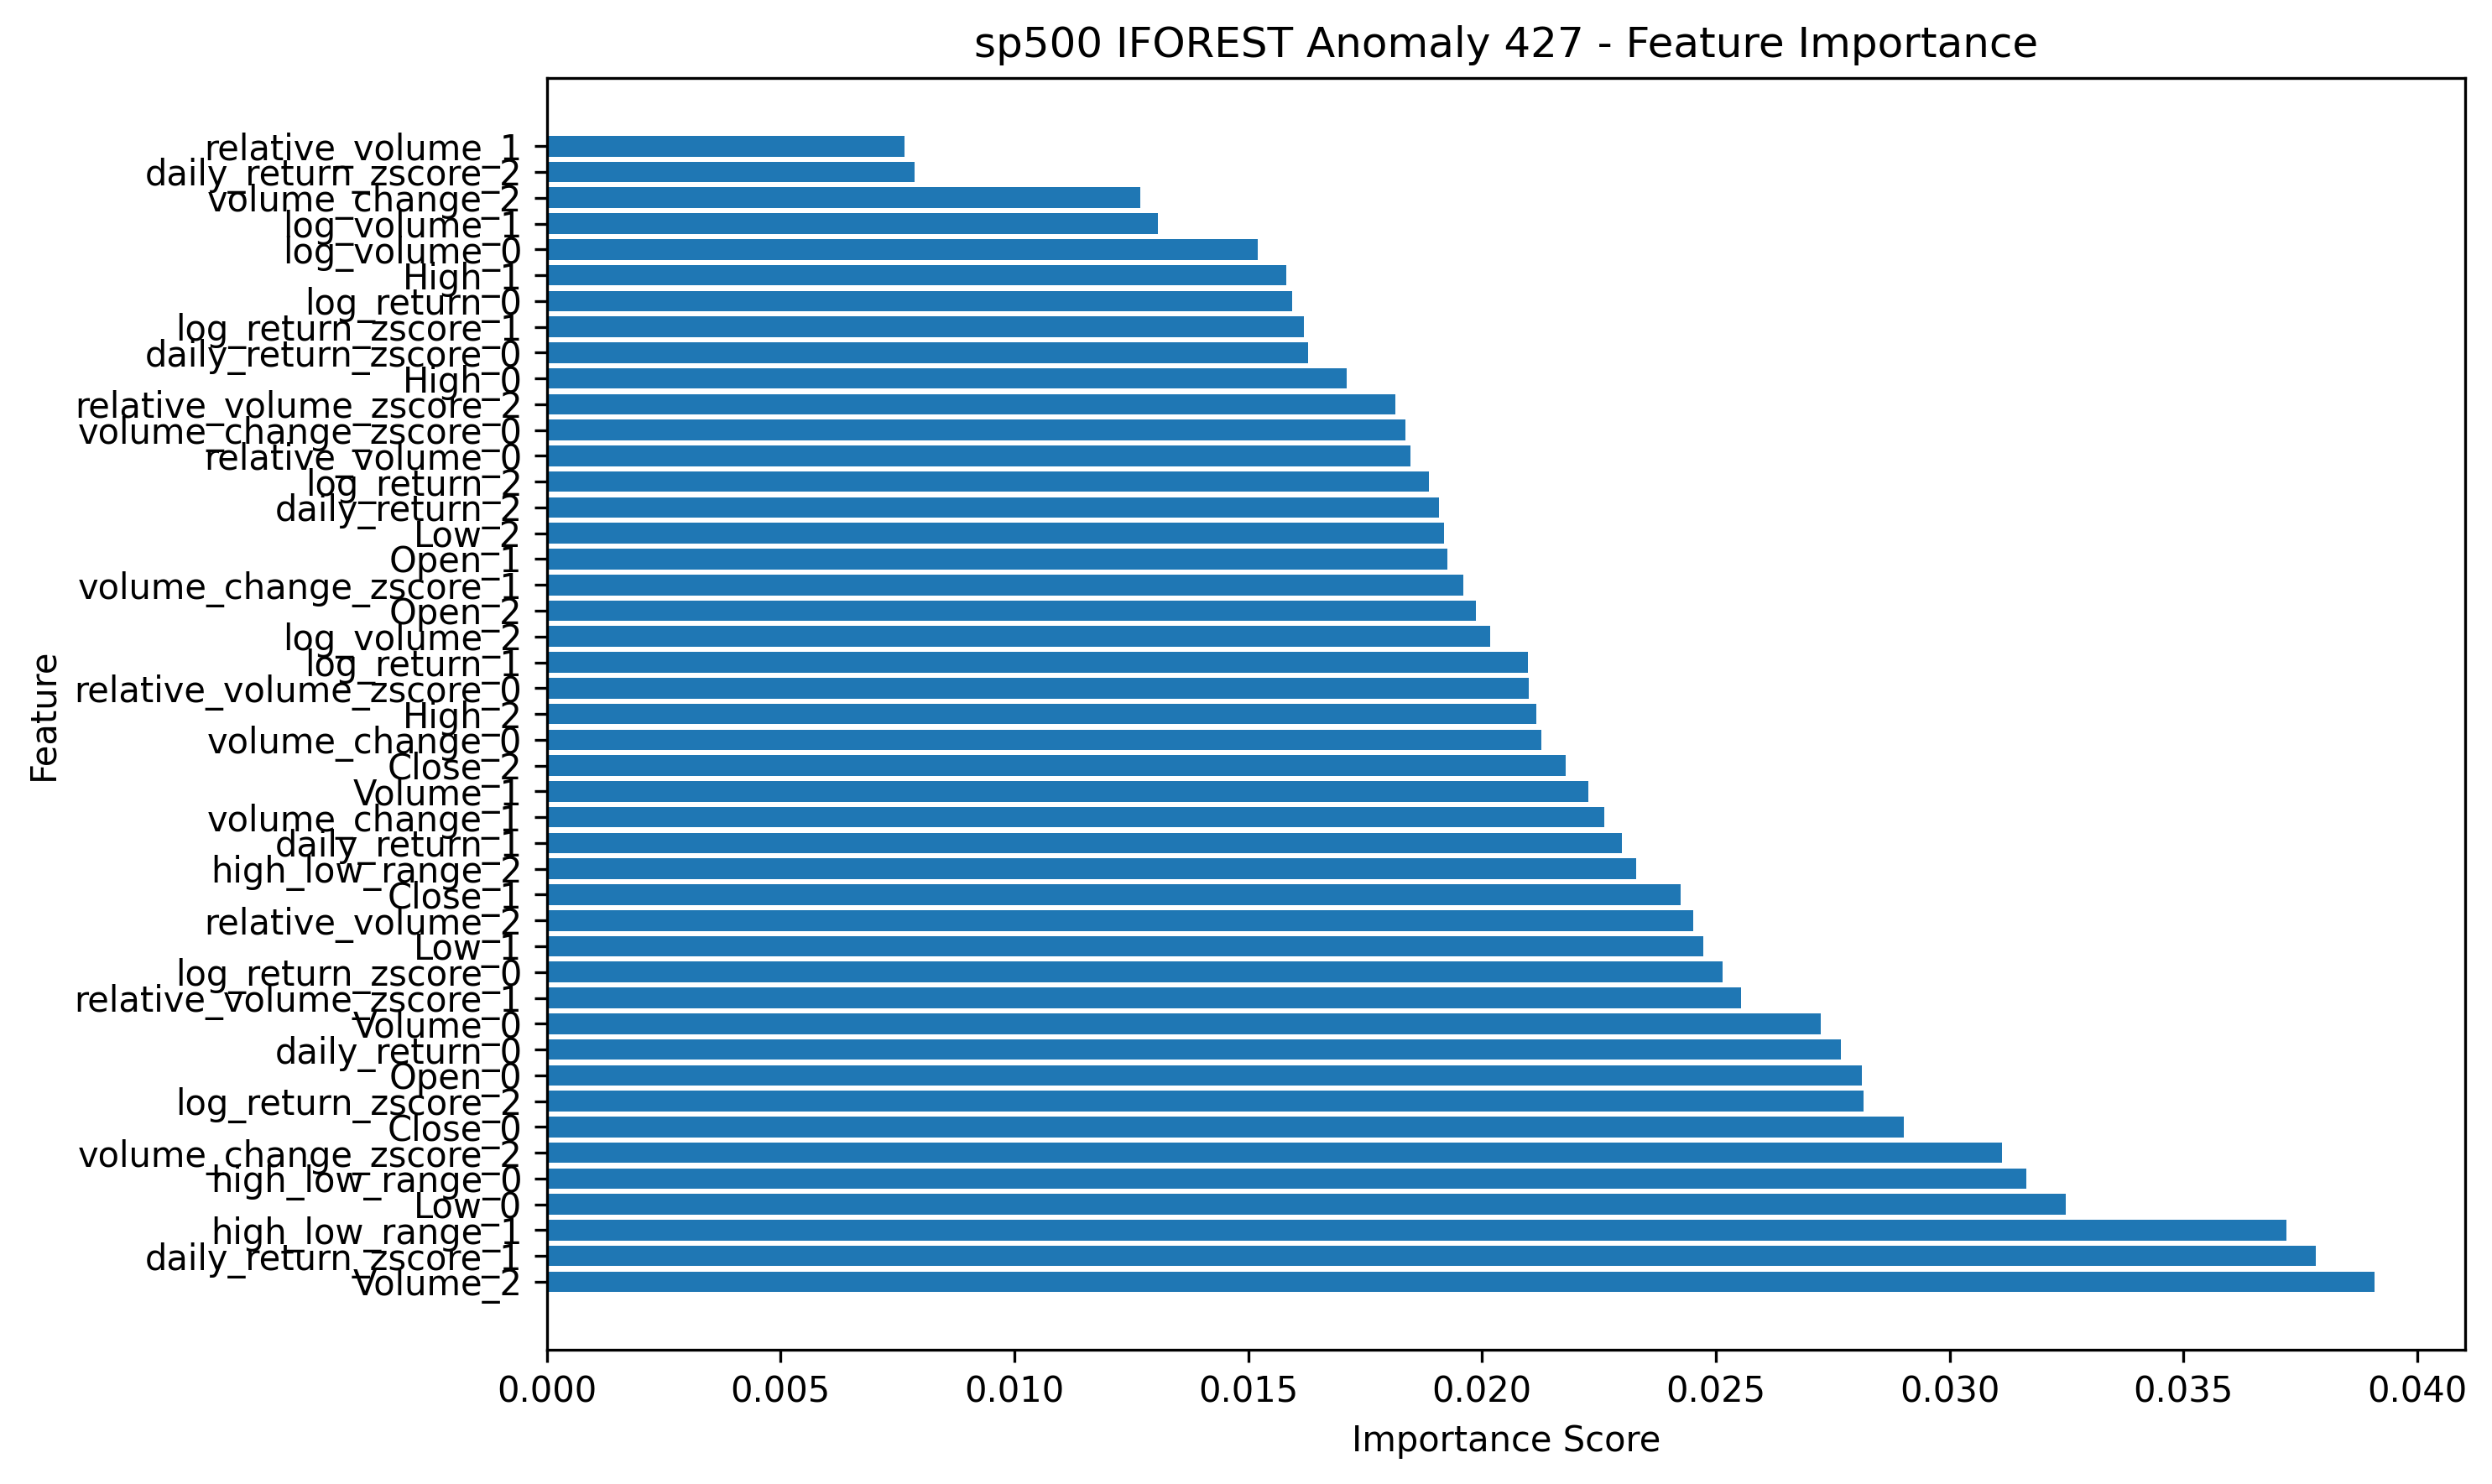 sp500 IFOREST Anomaly 427 - Feature Importance
relative_volume_1
daily_return_zscore_2
volume_change_2
log_volume_1
log_volume_0
High_1
log_return_0
log_return_zscore_1
daily_return_zscore_0
High_0
relative_volume_zscore_2
volume_change_zscore_0
relative_volume_0
log_return_2
daily_return_2
Low_2
Open_1
volume_change_zscore_1
Open_2
log_volume_2
log_return_1
relative_volume_zscore_0
High_2
volume_change_0
Close_2
Volume_1
volume_change_1
daily_return_1
high_low_range_2
Close_1
relative_volume_2
Low_1
log_return_zscore_0
relative_volume_zscore_1
Volume_0
daily_return_0
Open_0
log_return_zscore_2
Close_0
volume_change_zscore_2
high_low_range_0
Low_0
high_low_range_1
daily_return_zscore_1
Volume_2
Feature
0.000 0.005 0.010 0.015 0.020 0.025 0.030 0.035 0.040
Importance Score